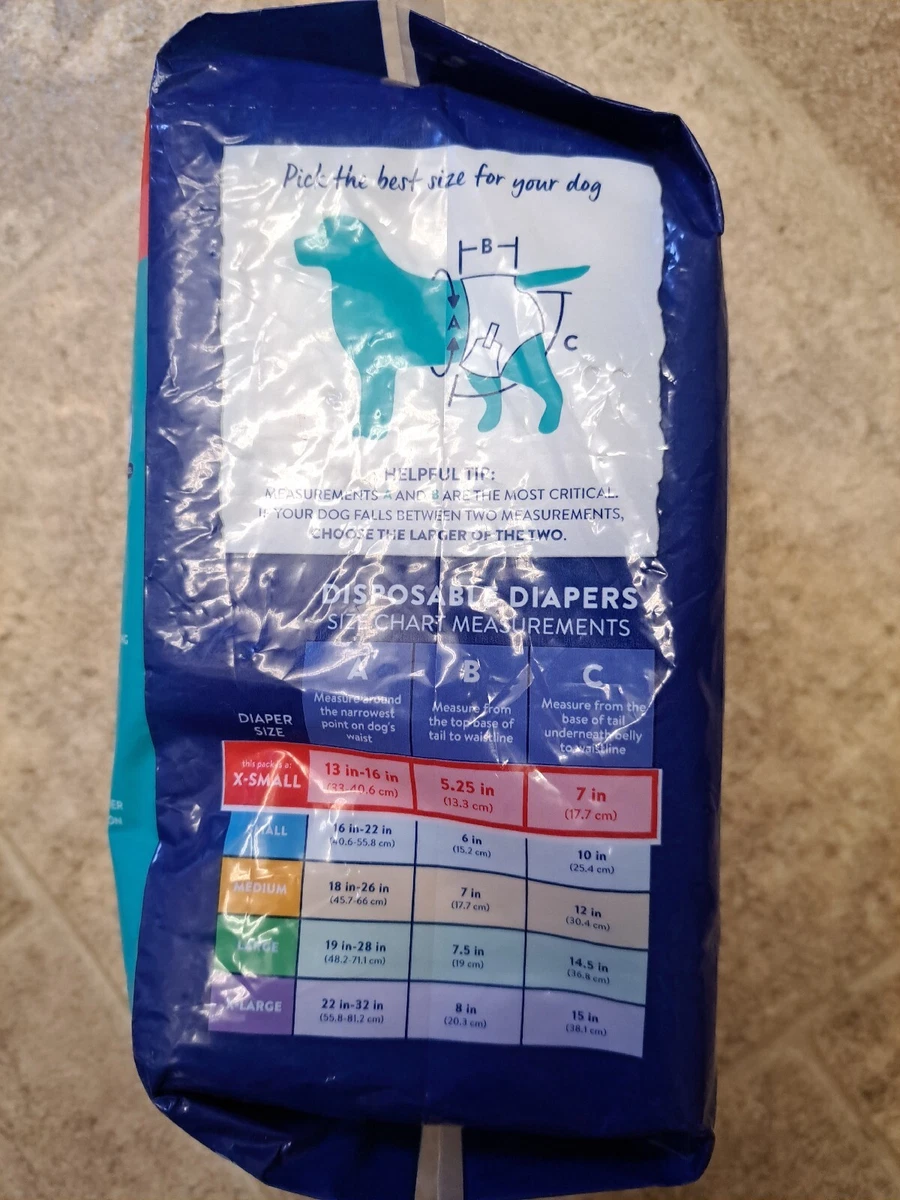 Pick the best size for your dog
B
A
C
HELPFUL TIP:
MEASUREMENTS A AND B ARE THE MOST CRITICAL.
IF YOUR DOG FALLS BETWEEN TWO MEASUREMENTS,
CHOOSE THE LARGER OF THE TWO.
DISPOSABLE DIAPERS
SIZE CHART MEASUREMENTS
DIAPER SIZE
A Measure around the narrowest point on dog's waist
B Measure from the top base of tail to waistline
C Measure from the base of tail underneath belly to waistline
this pack is a:
X-SMALL 13 in-16 in (33-40.6 cm) 5.25 in (13.3 cm) 7 in (17.7 cm)
SMALL 16 in-22 in (40.6-55.8 cm) 6 in (15.2 cm) 10 in (25.4 cm)
MEDIUM 18 in-26 in (45.7-66 cm) 7 in (17.7 cm) 12 in (30.4 cm)
LARGE 19 in-28 in (48.2-71.1 cm) 7.5 in (19 cm) 14.5 in (36.8 cm)
X-LARGE 22 in-32 in (55.8-81.2 cm) 8 in (20.3 cm) 15 in (38.1 cm)